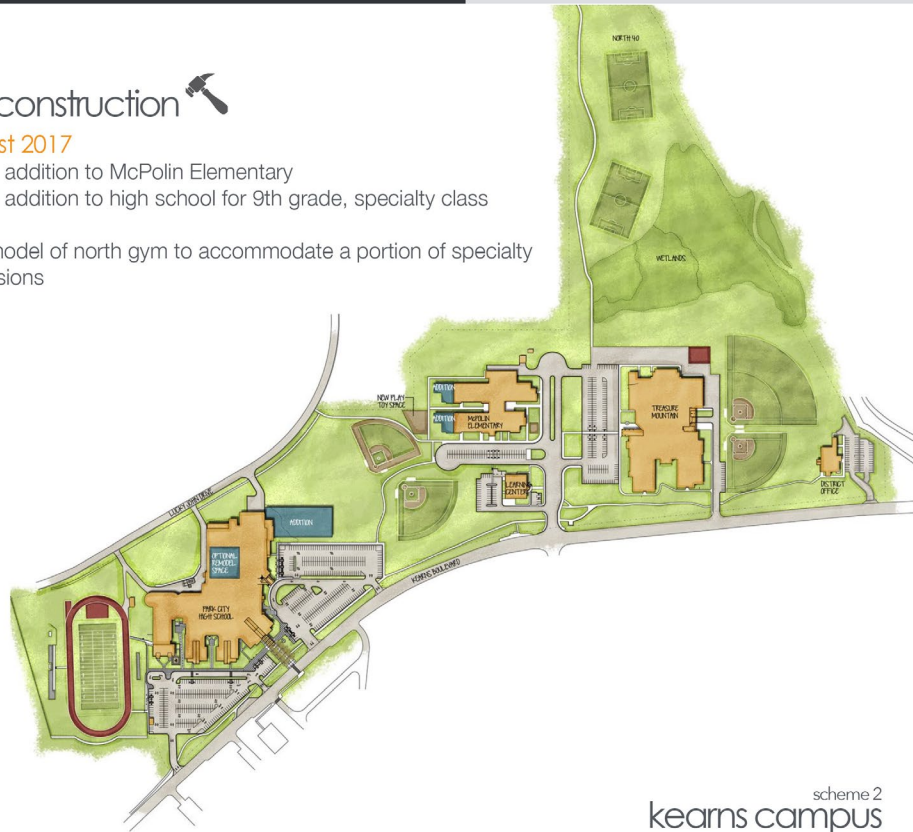 construction
st 2017
addition to McPolin Elementary
addition to high school for 9th grade, specialty class
model of north gym to accommodate a portion of specialty
sions
NORTH 40
WETLANDS
NEW PLAY
TOY SPACE
ADDITION
ADDITION
McPOLIN
ELEMENTARY
TREASURE
MOUNTAIN
LEARNING
CENTER
DISTRICT
OFFICE
LUCKY JOHN DRIVE
ADDITION
OPTIONAL
REMODEL
SPACE
KEARNS BOULEVARD
PARK CITY
HIGH SCHOOL
scheme 2
kearns campus